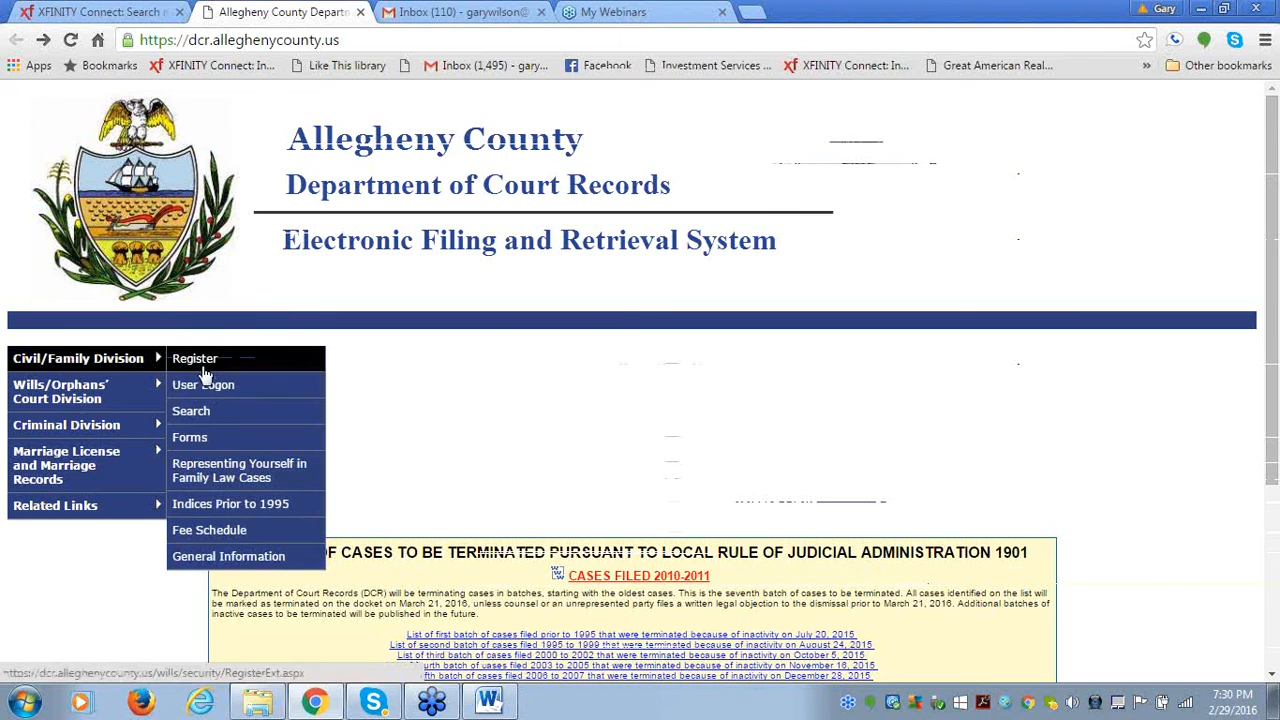 XFINITY Connect: Search r
Allegheny County Departe
Inbox (110) - garywilson@
My Webinars
Gary
https://dcr.alleghenycounty.us
Apps
Bookmarks
XFINITY Connect: In...
Like This library
Inbox (1,495) - gary...
Facebook
Investment Services ...
XFINITY Connect: In...
Great American Real...
»
Other bookmarks
Allegheny County
Department of Court Records
Electronic Filing and Retrieval System
Civil/Family Division
Wills/Orphans'
Court Division
Criminal Division
Marriage License
and Marriage
Records
Related Links
Register
User Logon
Search
Forms
Representing Yourself in
Family Law Cases
Indices Prior to 1995
Fee Schedule
General Information
OF CASES TO BE TERMINATED PURSUANT TO LOCAL RULE OF JUDICIAL ADMINISTRATION 1901
CASES FILED 2010-2011
The Department of Court Records (DCR) will be terminating cases in batches, starting with the oldest cases. This is the seventh batch of cases to be terminated. All cases identified on the list will
be marked as terminated on the docket on March 21, 2016, unless counsel or an unrepresented party files a written legal objection to the dismissal prior to March 21, 2016. Additional batches of
inactive cases to be terminated will be published in the future.
List of first batch of cases filed prior to 1995 that were terminated because of inactivity on July 20, 2015
List of second batch of cases filed 1995 to 1999 that were terminated because of inactivity on August 24, 2015
List of third batch of cases filed 2000 to 2002 that were terminated because of inactivity on October 5, 2015
fourth batch of cases filed 2003 to 2005 that were terminated because of inactivity on November 16, 2015
fth batch of cases filed 2006 to 2007 that were terminated because of inactivity on December 28, 2015
https://dcr.alleghenycounty.us/wills/security/RegisterExt.aspx
7:30 PM
2/29/2016